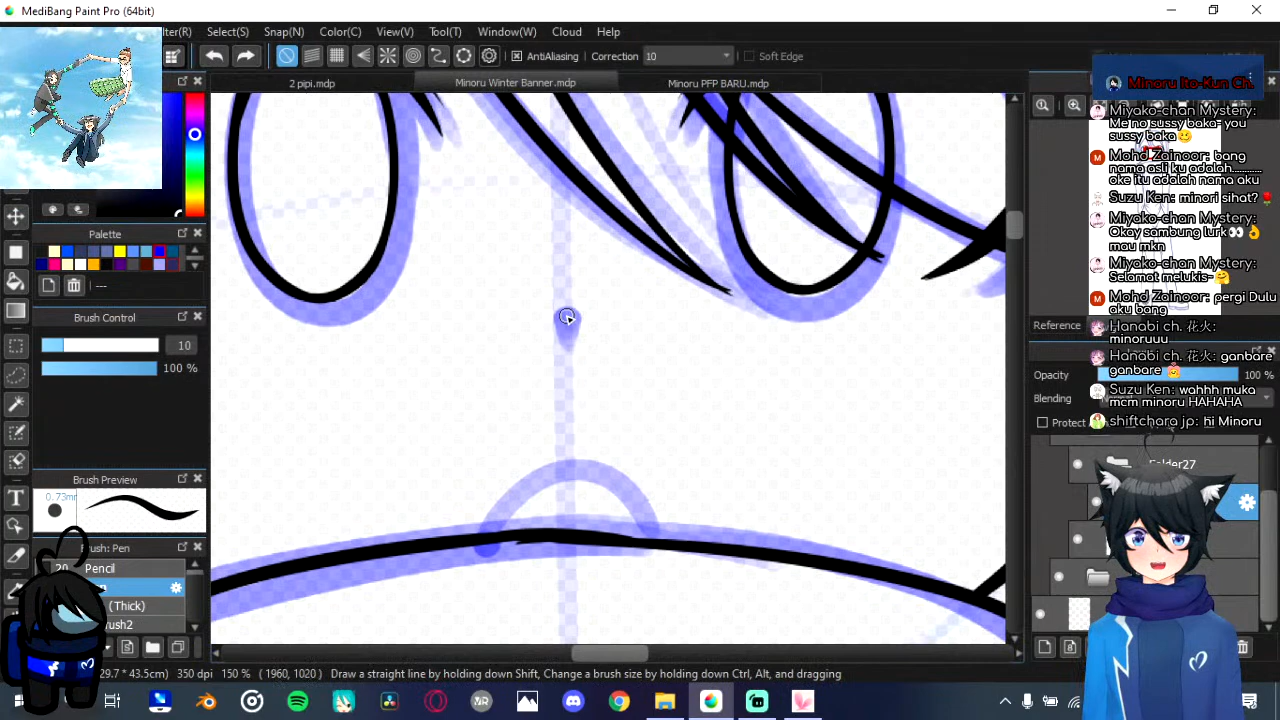 MediBang Paint Pro (64bit)
lter(R) Select(S) Snap(N) Color(C) View(V) Tool(T) Window(W) Cloud Help
AntiAliasing Correction 10 Soft Edge
2 pipi.mdp Minoru Winter Banner.mdp Minoru PFP BARU.mdp
Minoru Ito-Kun Ch.
Miyako-chan Mystery:
Me no sussy baka- you
sussy baka
Mohd Zainoor: bang
nama asli ku adalah...........
oke itu adalah nama aku
Suzu Ken: minori sihat?
Miyako-chan Mystery:
Okay sambung lurk
mau mkn
Miyako-chan Mystery:
Selamat melukis-
Mohd Zainoor: pergi Dulu
aku bang
Hanabi ch. 花火:
minoruuu
Hanabi ch. 花火: ganbare
ganbare
Suzu Ken: wahhh muka
mcm minoru HAHAHA
shiftchara jp: hi Minoru
Palette
---
Brush Control
10
100 %
Brush Preview
0.73m
Brush: Pen
20 Pencil
(Thick)
rush2
Reference
Opacity 100 %
Blending
Protect
Folder27
29.7 * 43.5cm) 350 dpi 150 % (1960, 1020) Draw a straight line by holding down Shift, Change a brush size by holding down Ctrl, Alt, and dragging